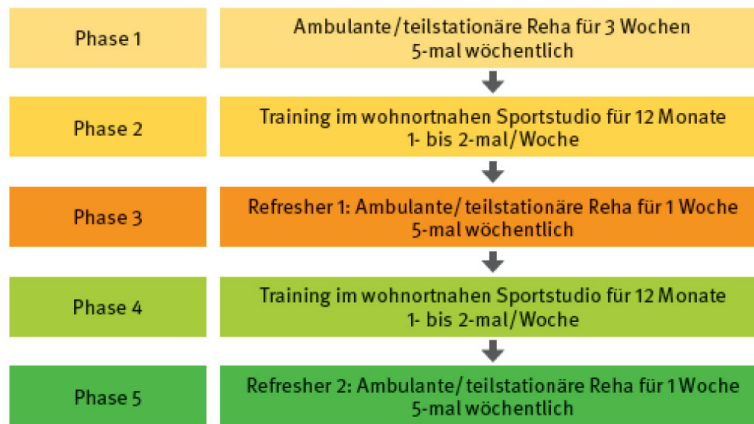 Phase 1
Ambulante/teilstationäre Reha für 3 Wochen
5-mal wöchentlich
Phase 2
Training im wohnortnahen Sportstudio für 12 Monate
1- bis 2-mal/Woche
Phase 3
Refresher 1: Ambulante/teilstationäre Reha für 1 Woche
5-mal wöchentlich
Phase 4
Training im wohnortnahen Sportstudio für 12 Monate
1- bis 2-mal/Woche
Phase 5
Refresher 2: Ambulante/teilstationäre Reha für 1 Woche
5-mal wöchentlich